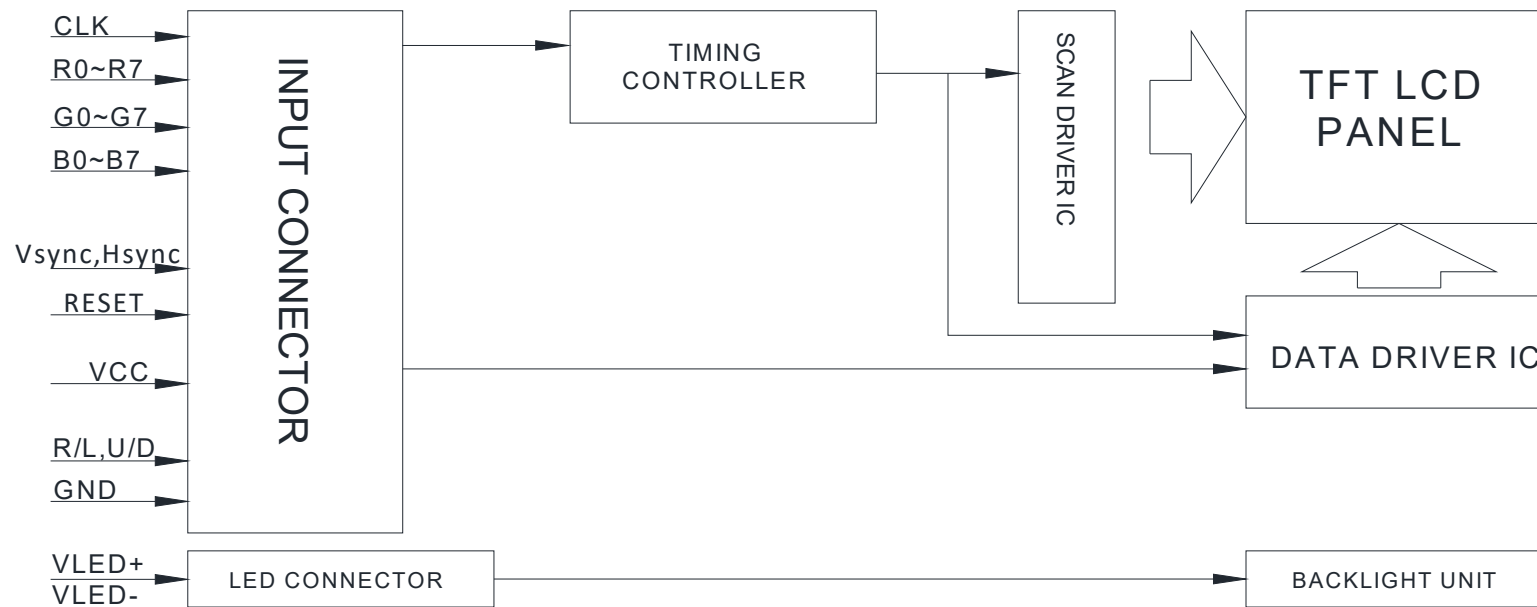 CLK
R0~R7
G0~G7
B0~B7
Vsync,Hsync
RESET
VCC
R/L,U/D
GND
VLED+
VLED-
INPUT CONNECTOR
LED CONNECTOR
TIMING
CONTROLLER
SCAN DRIVER IC
TFT LCD
PANEL
DATA DRIVER IC
BACKLIGHT UNIT